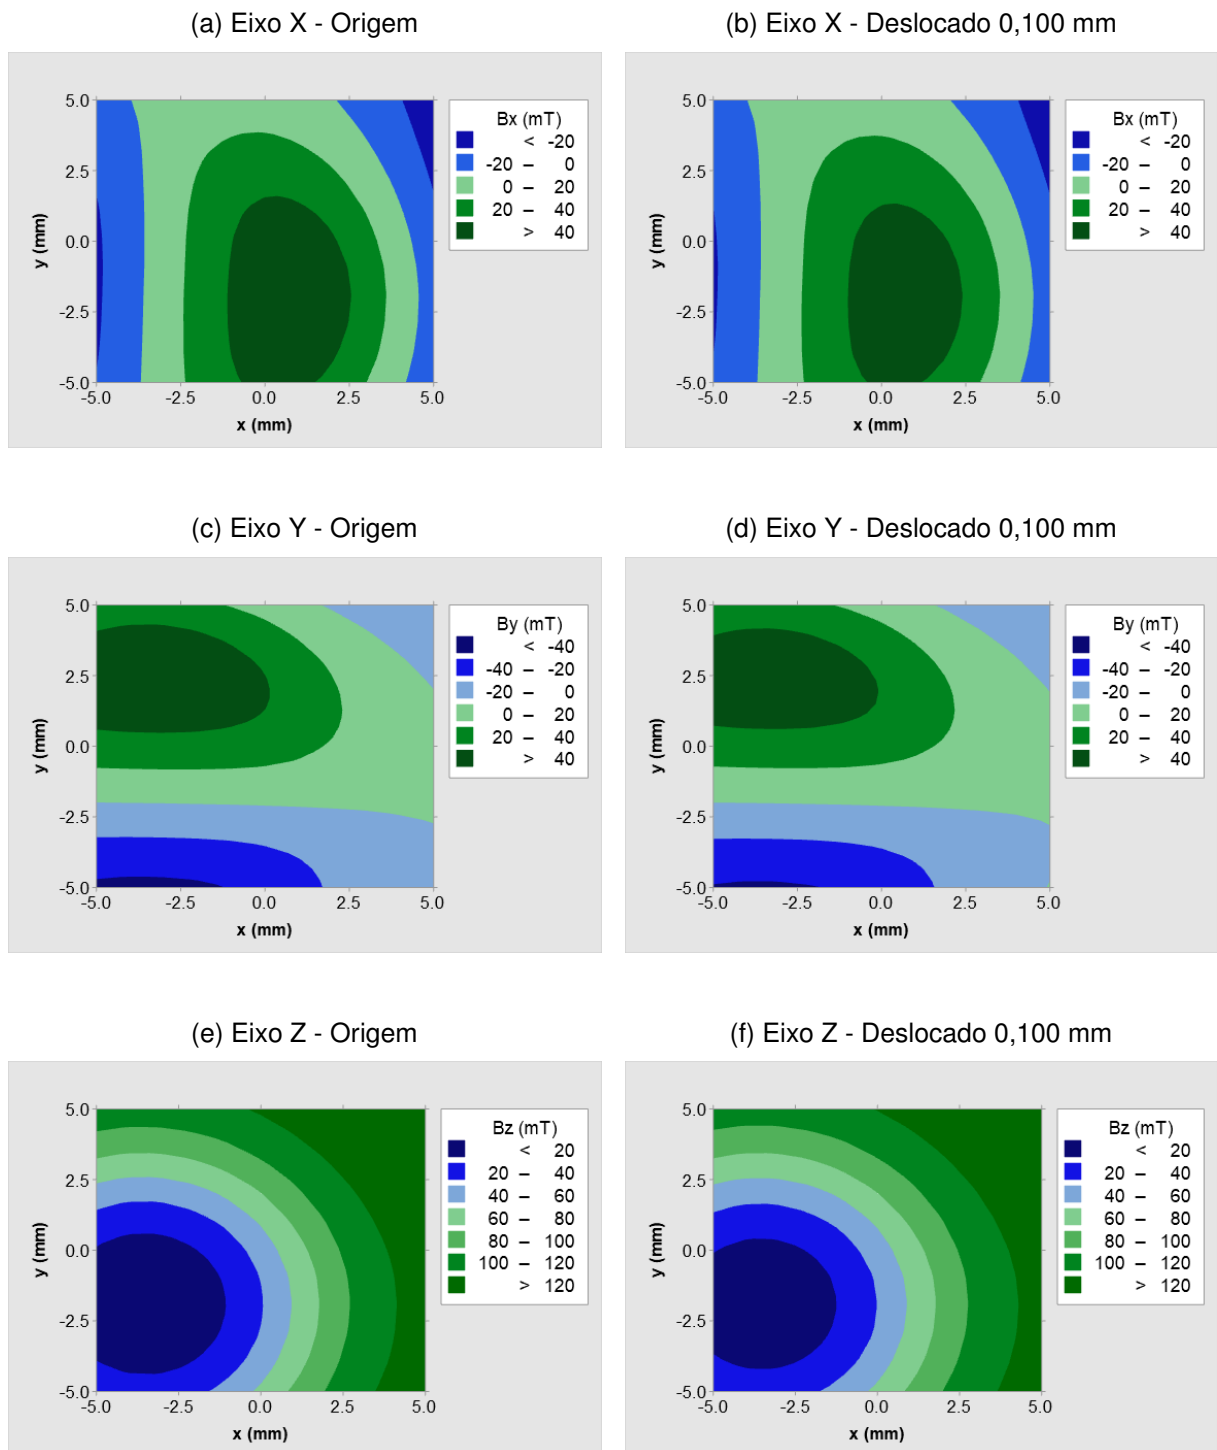 (a) Eixo X - Origem
5.0
2.5
0.0
-2.5
-5.0
-5.0 -2.5 0.0 2.5 5.0
y (mm)
x (mm)
Bx (mT)
< -20
-20 – 0
0 – 20
20 – 40
> 40
(b) Eixo X - Deslocado 0,100 mm
5.0
2.5
0.0
-2.5
-5.0
-5.0 -2.5 0.0 2.5 5.0
y (mm)
x (mm)
Bx (mT)
< -20
-20 – 0
0 – 20
20 – 40
> 40
(c) Eixo Y - Origem
5.0
2.5
0.0
-2.5
-5.0
-5.0 -2.5 0.0 2.5 5.0
y (mm)
x (mm)
By (mT)
< -40
-40 – -20
-20 – 0
0 – 20
20 – 40
> 40
(d) Eixo Y - Deslocado 0,100 mm
5.0
2.5
0.0
-2.5
-5.0
-5.0 -2.5 0.0 2.5 5.0
y (mm)
x (mm)
By (mT)
< -40
-40 – -20
-20 – 0
0 – 20
20 – 40
> 40
(e) Eixo Z - Origem
5.0
2.5
0.0
-2.5
-5.0
-5.0 -2.5 0.0 2.5 5.0
y (mm)
x (mm)
Bz (mT)
< 20
20 – 40
40 – 60
60 – 80
80 – 100
100 – 120
> 120
(f) Eixo Z - Deslocado 0,100 mm
5.0
2.5
0.0
-2.5
-5.0
-5.0 -2.5 0.0 2.5 5.0
y (mm)
x (mm)
Bz (mT)
< 20
20 – 40
40 – 60
60 – 80
80 – 100
100 – 120
> 120